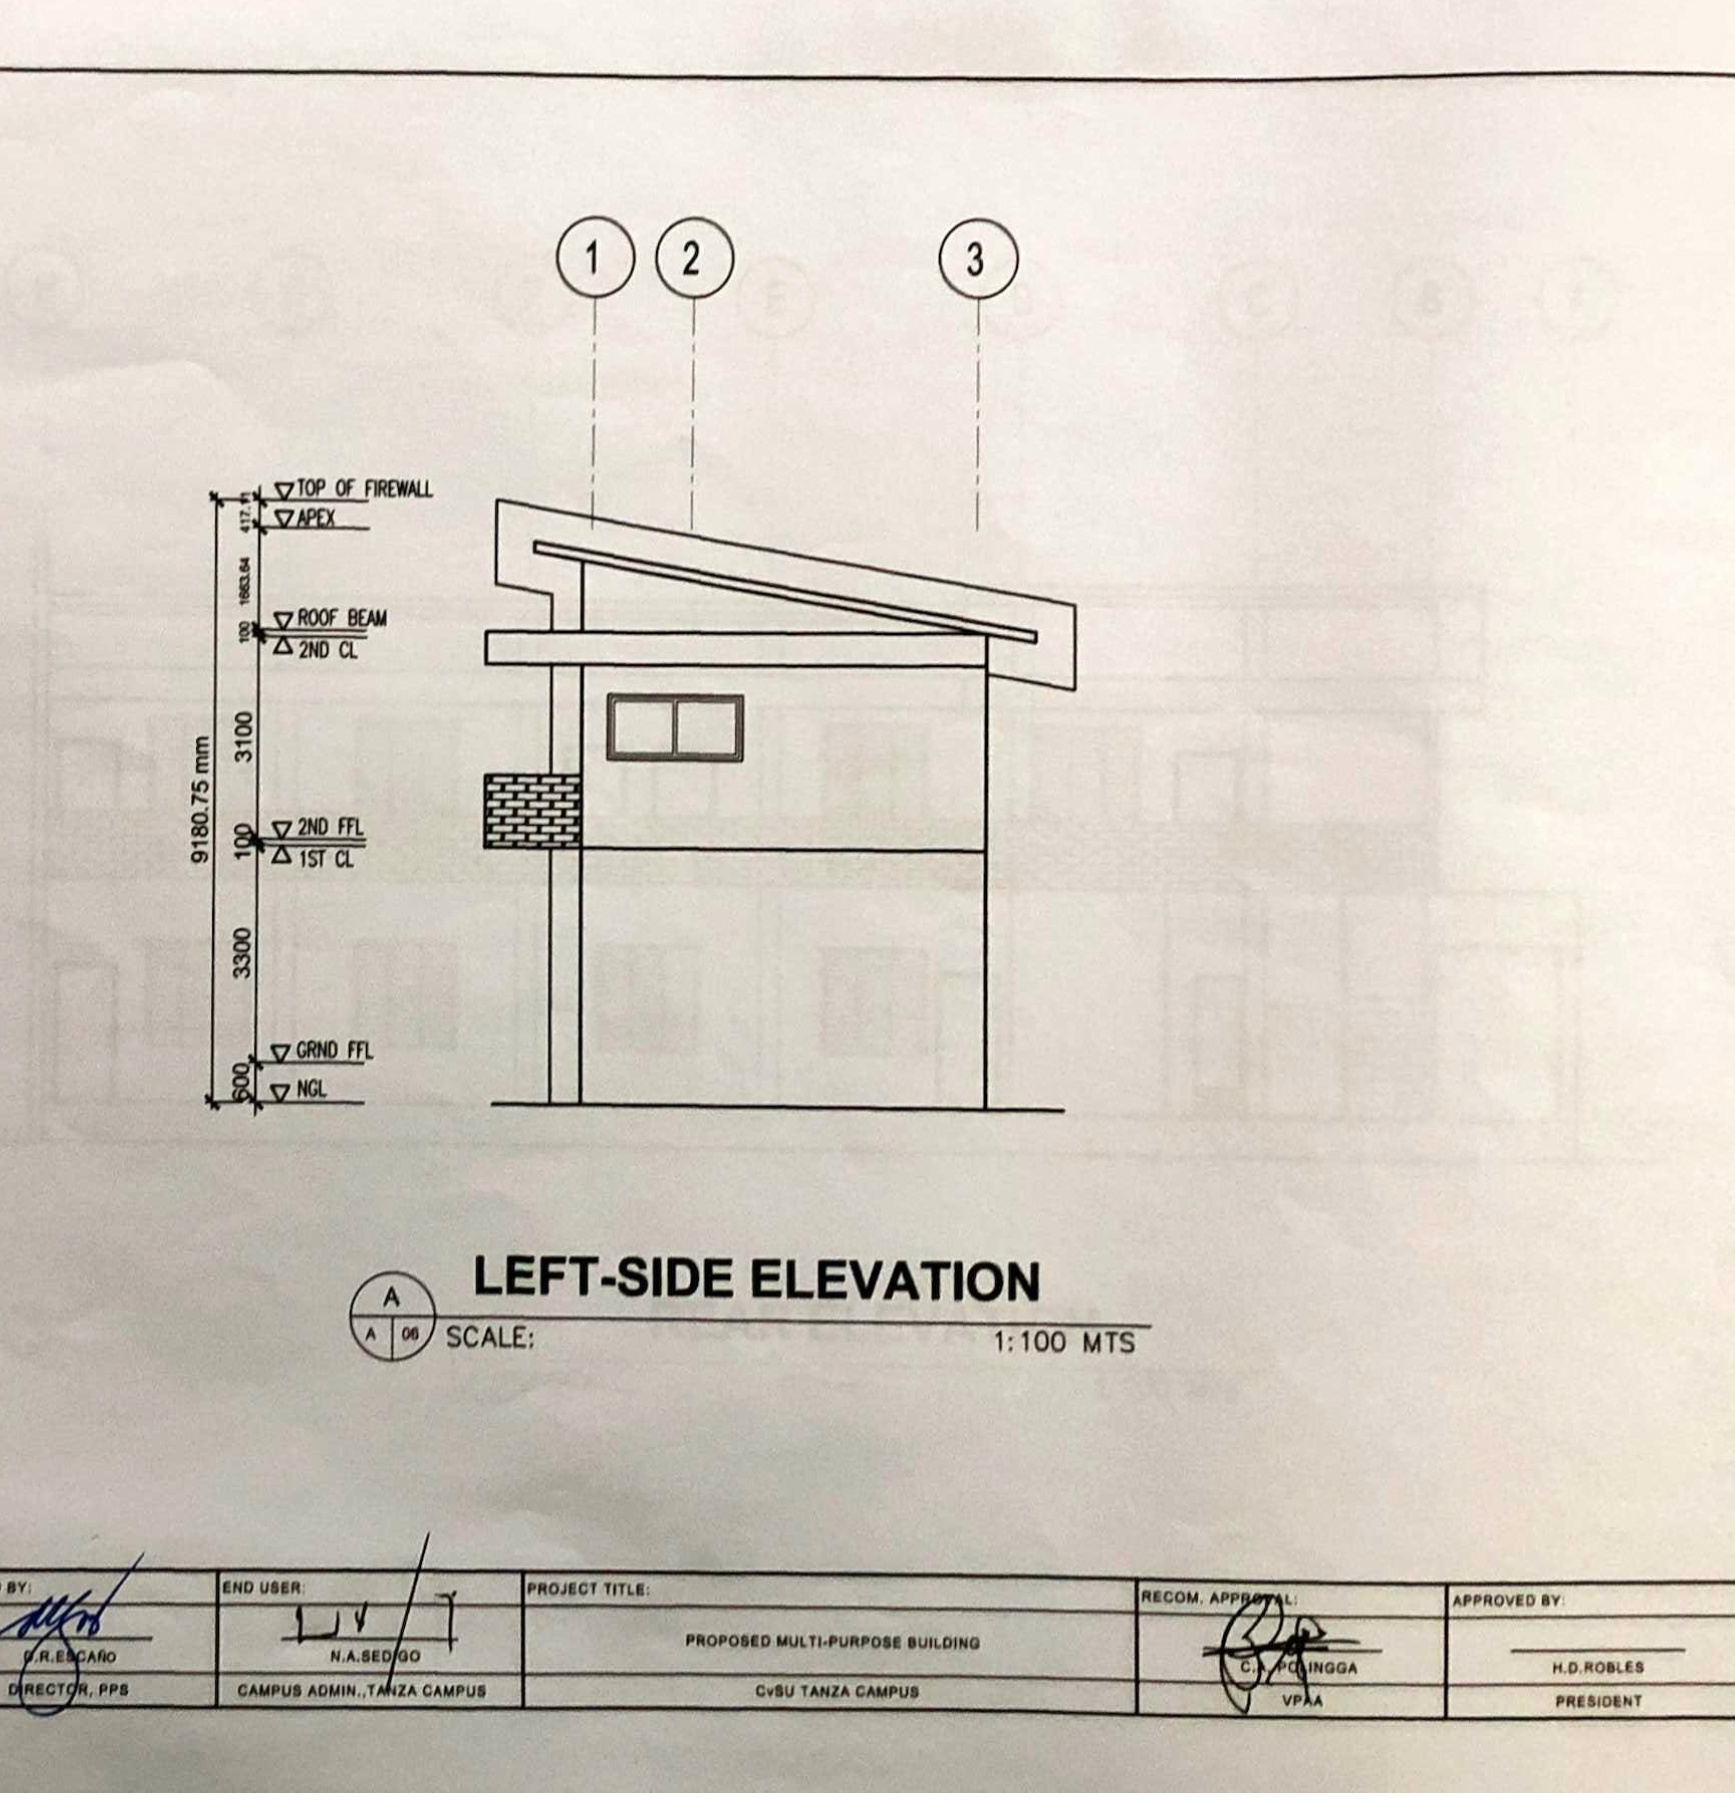 1
2
3
TOP OF FIREWALL
417.11
APEX
1663.64
ROOF BEAM
100
2ND CL
3100
9180.75 mm
2ND FFL
100
1ST CL
3300
GRND FFL
600
NGL
A
A 06
LEFT-SIDE ELEVATION
SCALE: 1:100 MTS
BY:
END USER:
PROJECT TITLE:
RECOM. APPROVAL:
APPROVED BY:
PROPOSED MULTI-PURPOSE BUILDING
ESCAÑO
N.A.SEDIGO
POLINGGA
H.D.ROBLES
DIRECTOR, PPS
CAMPUS ADMIN.,TANZA CAMPUS
CvSU TANZA CAMPUS
VPAA
PRESIDENT